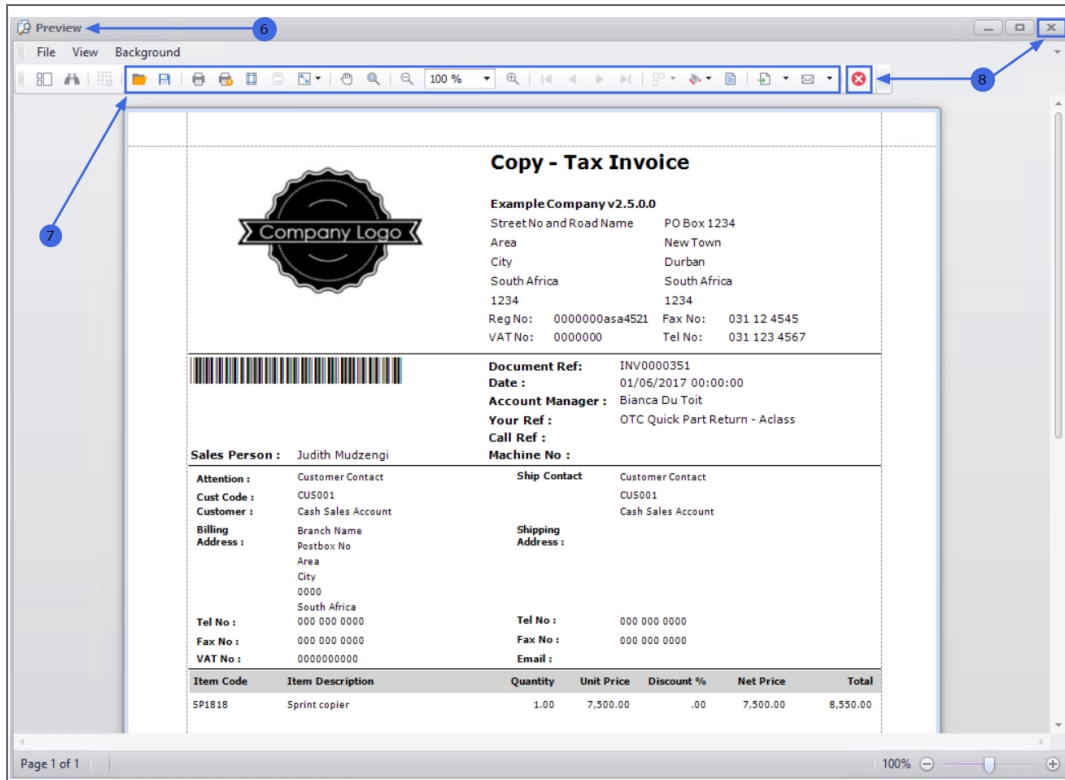 Preview 6
File View Background
100 % 8
7
Company Logo
Copy - Tax Invoice
Example Company v2.5.0.0
Street No and Road Name PO Box 1234
Area New Town
City Durban
South Africa South Africa
1234 1234
Reg No: 0000000asa4521 Fax No: 031 12 4545
VAT No: 0000000 Tel No: 031 123 4567
Document Ref: INV0000351
Date : 01/06/2017 00:00:00
Account Manager : Bianca Du Toit
Your Ref : OTC Quick Part Return - Aclass
Call Ref :
Sales Person : Judith Mudzengi Machine No :
Attention : Customer Contact Ship Contact Customer Contact
Cust Code : CUS001 CUS001
Customer : Cash Sales Account Cash Sales Account
Billing Branch Name Shipping
Address : Postbox No Address :
Area
City
0000
South Africa
Tel No : 000 000 0000 Tel No : 000 000 0000
Fax No : 000 000 0000 Fax No : 000 000 0000
VAT No : 0000000000 Email :
Item Code Item Description Quantity Unit Price Discount % Net Price Total
SP1818 Sprint copier 1.00 7,500.00 .00 7,500.00 8,550.00
Page 1 of 1 100%